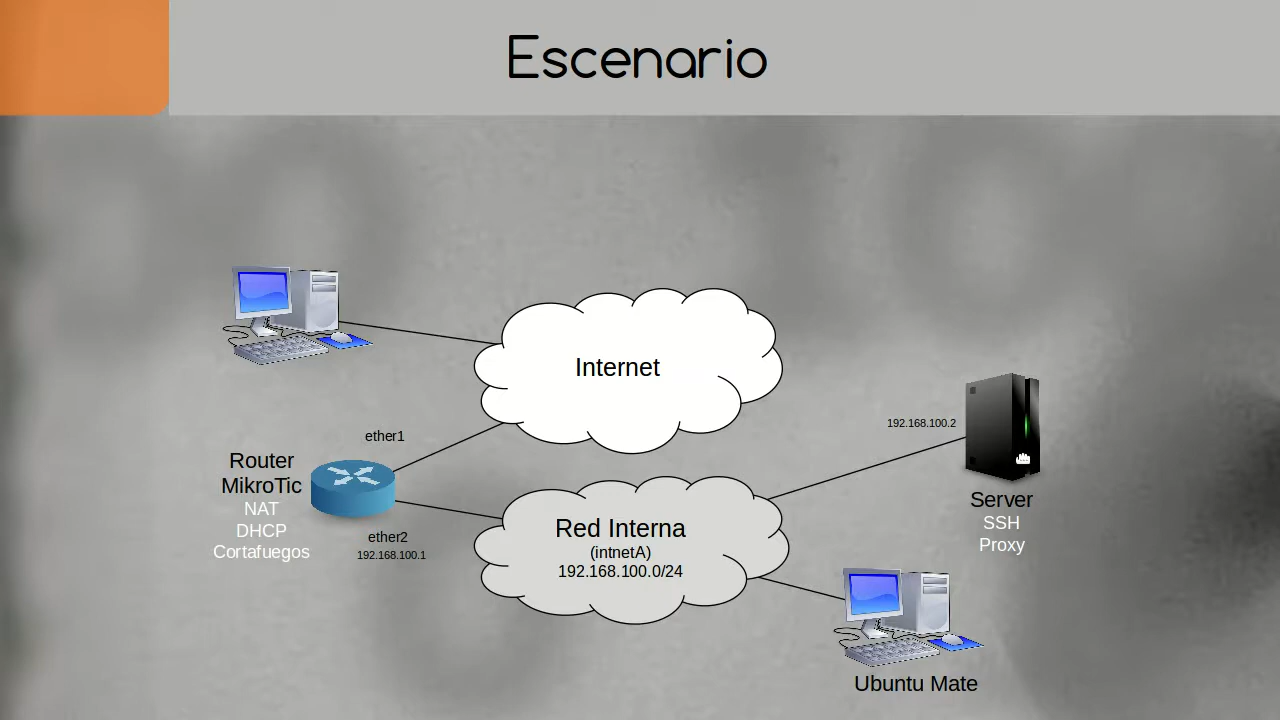 Escenario
Internet
ether1
Router
MikroTic
NAT
DHCP
Cortafuegos
ether2
192.168.100.1
Red Interna
(intnetA)
192.168.100.0/24
192.168.100.2
Server
SSH
Proxy
Ubuntu Mate